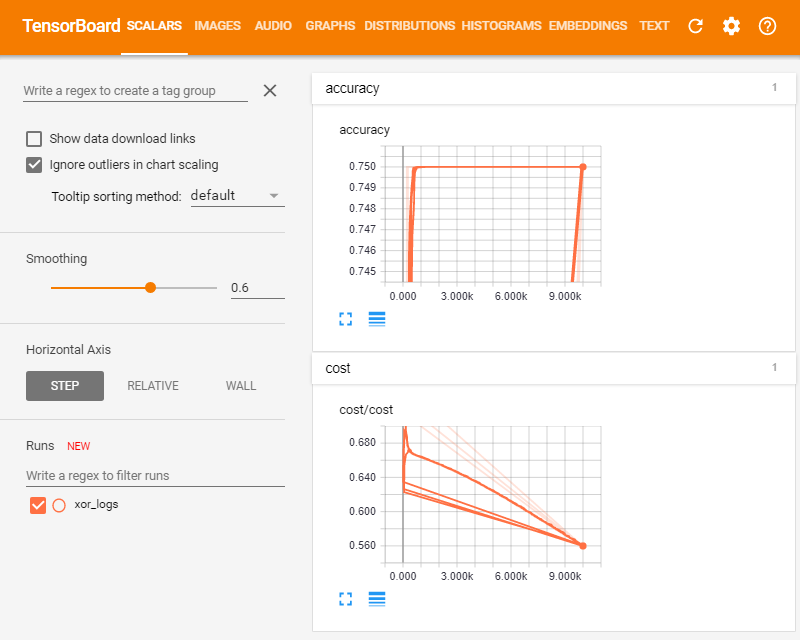 TensorBoard SCALARS IMAGES AUDIO GRAPHS DISTRIBUTIONS HISTOGRAMS EMBEDDINGS TEXT
Write a regex to create a tag group
Show data download links
Ignore outliers in chart scaling
Tooltip sorting method: default
Smoothing
0.6
Horizontal Axis
STEP RELATIVE WALL
Runs NEW
Write a regex to filter runs
xor_logs
accuracy 1
accuracy
0.750
0.749
0.748
0.747
0.746
0.745
0.000 3.000k 6.000k 9.000k
cost 1
cost/cost
0.680
0.640
0.600
0.560
0.000 3.000k 6.000k 9.000k